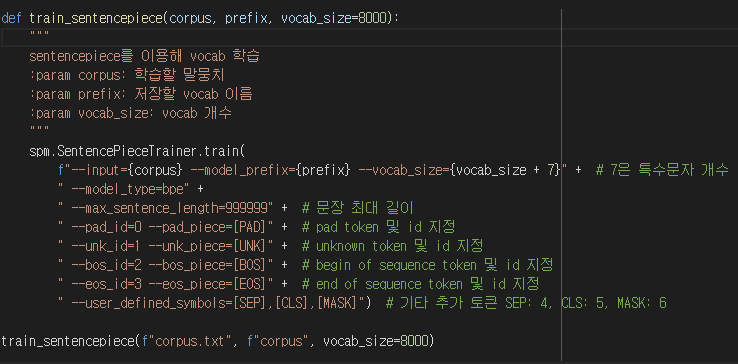 def train_sentencepiece(corpus, prefix, vocab_size=8000):
    """
    sentencepiece를 이용해 vocab 학습
    :param corpus: 학습할 말뭉치
    :param prefix: 저장할 vocab 이름
    :param vocab_size: vocab 개수
    """
    spm.SentencePieceTrainer.train(
        f"--input={corpus} --model_prefix={prefix} --vocab_size={vocab_size + 7}" +  # 7은 특수문자 개수
        " --model_type=bpe" +
        " --max_sentence_length=999999" +  # 문장 최대 길이
        " --pad_id=0 --pad_piece=[PAD]" +  # pad token 및 id 지정
        " --unk_id=1 --unk_piece=[UNK]" +  # unknown token 및 id 지정
        " --bos_id=2 --bos_piece=[BOS]" +  # begin of sequence token 및 id 지정
        " --eos_id=3 --eos_piece=[EOS]" +  # end of sequence token 및 id 지정
        " --user_defined_symbols=[SEP],[CLS],[MASK]")  # 기타 추가 토큰 SEP: 4, CLS: 5, MASK: 6
train_sentencepiece(f"corpus.txt", f"corpus", vocab_size=8000)